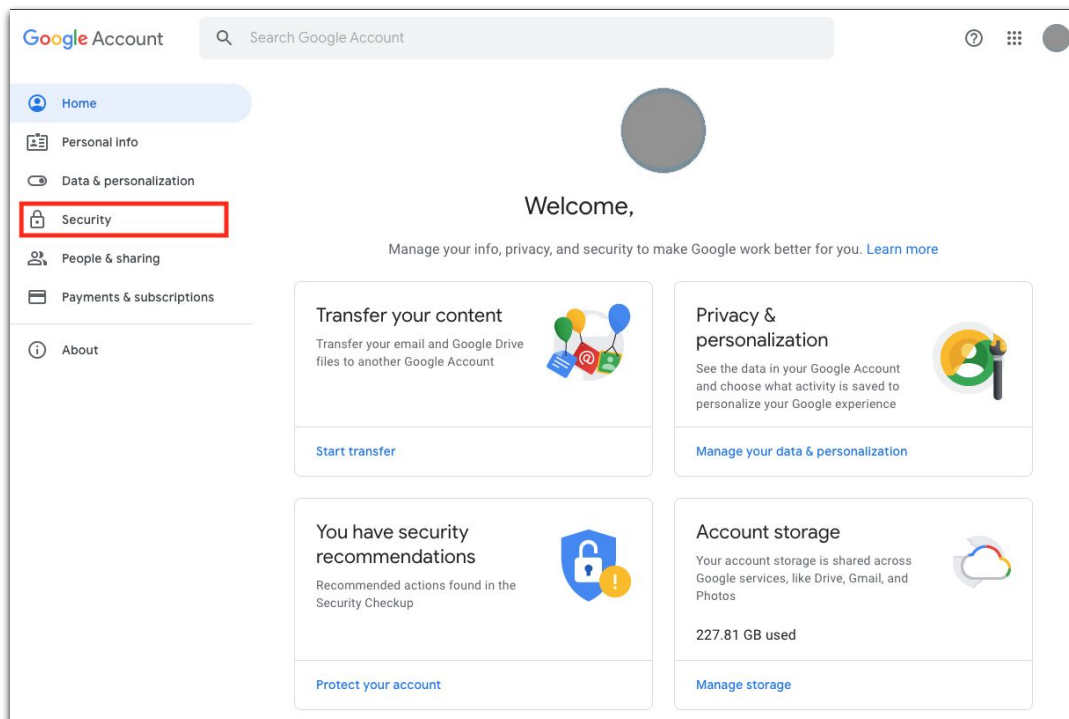 Google Account
Search Google Account
Home
Personal info
Data & personalization
Security
People & sharing
Payments & subscriptions
About
Welcome,
Manage your info, privacy, and security to make Google work better for you. Learn more
Transfer your content
Transfer your email and Google Drive
files to another Google Account
Start transfer
Privacy &
personalization
See the data in your Google Account
and choose what activity is saved to
personalize your Google experience
Manage your data & personalization
You have security
recommendations
Recommended actions found in the
Security Checkup
Protect your account
Account storage
Your account storage is shared across
Google services, like Drive, Gmail, and
Photos
227.81 GB used
Manage storage